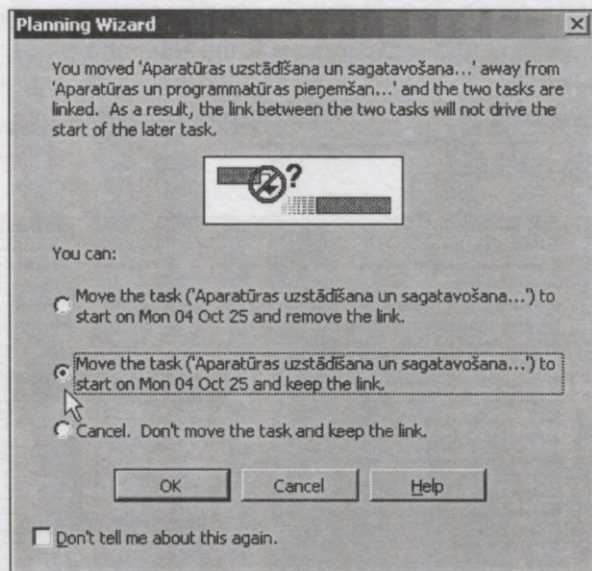 Planning Wizard
You moved 'Aparatūras uzstādīšana un sagatavošana...' away from
'Aparatūras un programmatūras pieņemšan...' and the two tasks are
linked. As a result, the link between the two tasks will not drive the
start of the later task.
?
You can:
Move the task ('Aparatūras uzstādīšana un sagatavošana...') to
start on Mon 04 Oct 25 and remove the link.
Move the task ('Aparatūras uzstādīšana un sagatavošana...') to
start on Mon 04 Oct 25 and keep the link.
Cancel. Don't move the task and keep the link.
OK Cancel Help
Don't tell me about this again.